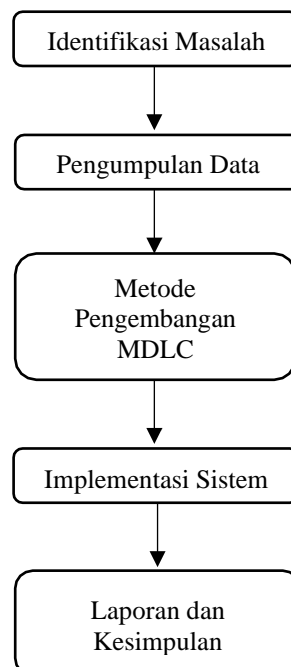 Identifikasi Masalah
Pengumpulan Data
Metode
Pengembangan
MDLC
Implementasi Sistem
Laporan dan
Kesimpulan